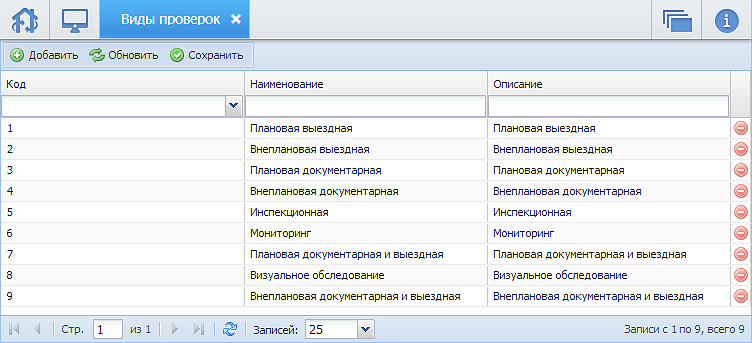 Виды проверок
Добавить Обновить Сохранить
Код Наименование Описание
1 Плановая выездная Плановая выездная
2 Внеплановая выездная Внеплановая выездная
3 Плановая документарная Плановая документарная
4 Внеплановая документарная Внеплановая документарная
5 Инспекционная Инспекционная
6 Мониторинг Мониторинг
7 Плановая документарная и выездная Плановая документарная и выездная
8 Визуальное обследование Визуальное обследование
9 Внеплановая документарная и выездная Внеплановая документарная и выездная
Стр. 1 из 1 Записей: 25 Записи с 1 по 9, всего 9